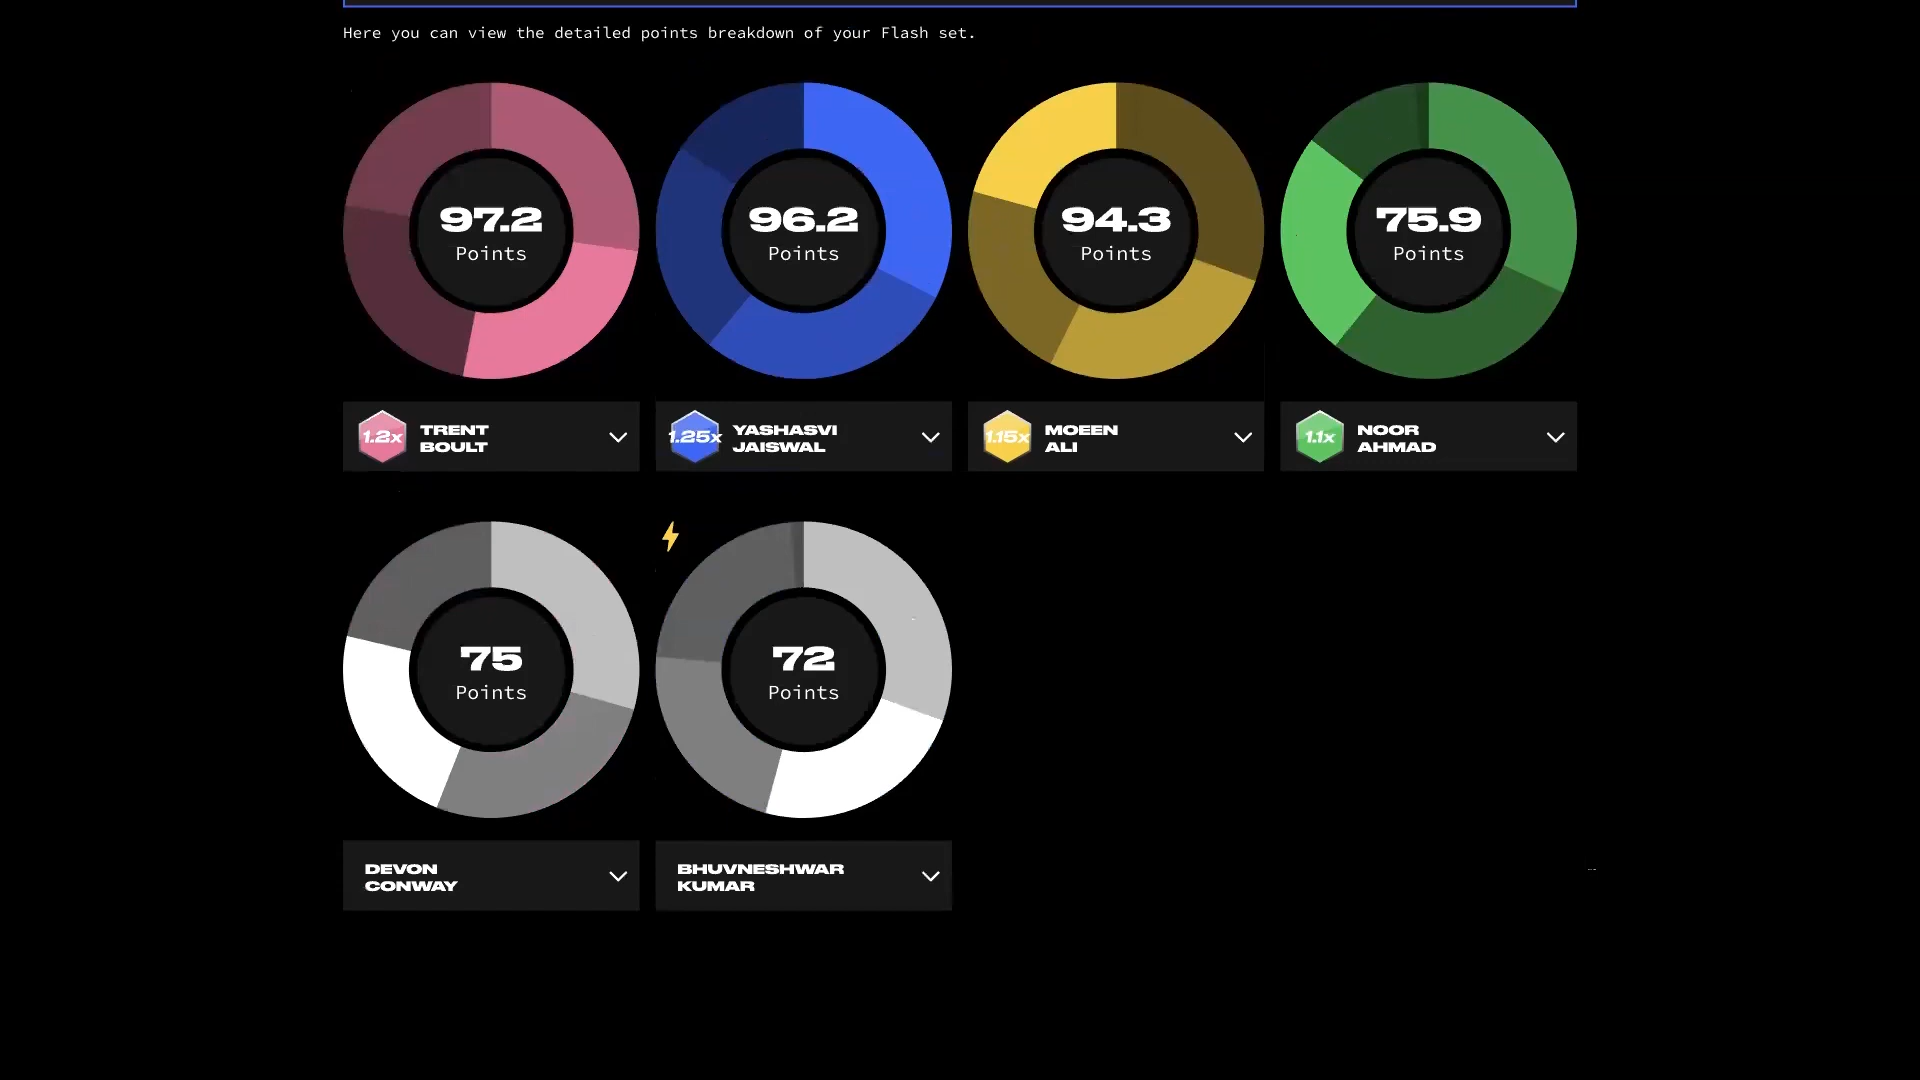 Here you can view the detailed points breakdown of your Flash set.
97.2
Points
96.2
Points
94.3
Points
75.9
Points
1.2x
TRENT
BOULT
1.25x
YASHASVI
JAISWAL
1.15x
MOEEN
ALI
1.1x
NOOR
AHMAD
75
Points
72
Points
DEVON
CONWAY
BHUVNESHWAR
KUMAR